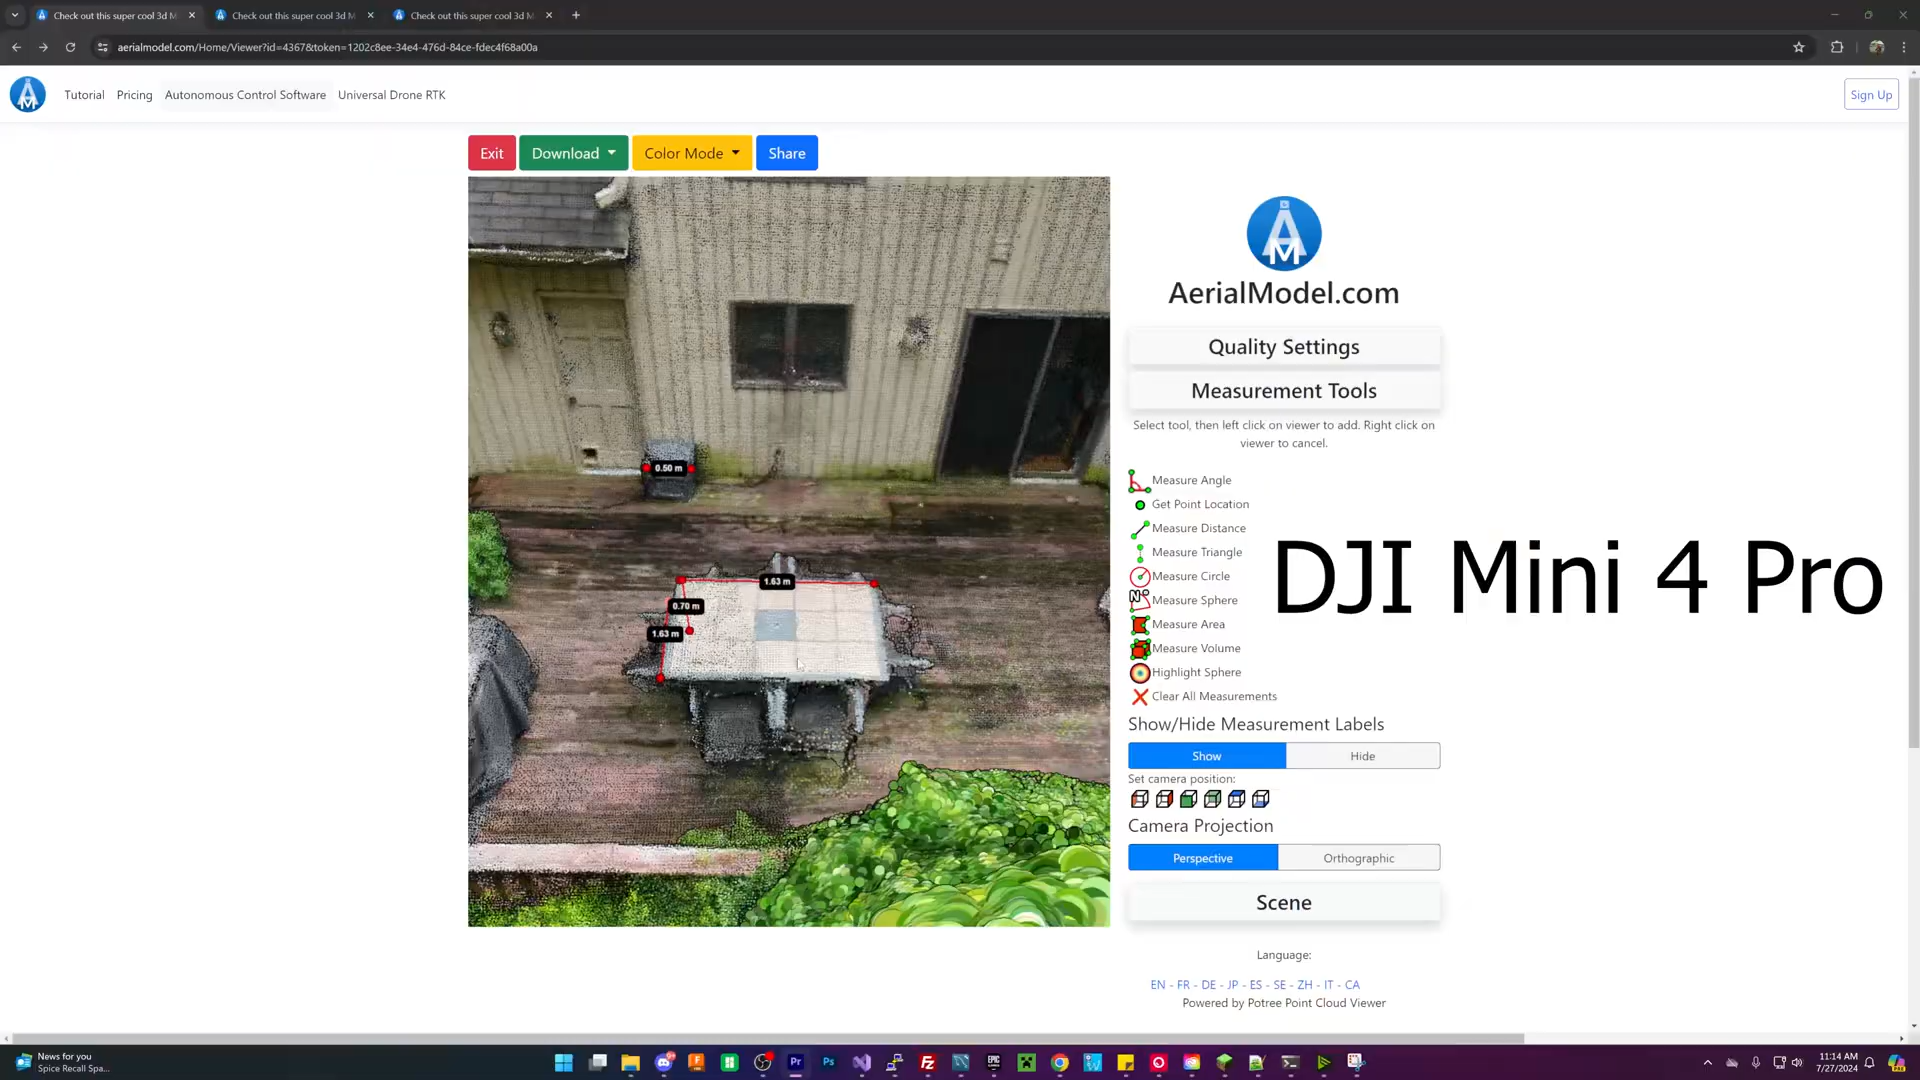 Check out this super cool 3d M
Check out this super cool 3d M
Check out this super cool 3d M
aerialmodel.com/Home/Viewer?id=4367&token=1202c8ee-34e4-476d-84ce-fdec4f68a00a
Tutorial
Pricing
Autonomous Control Software
Universal Drone RTK
Sign Up
Exit
Download
Color Mode
Share
AerialModel.com
Quality Settings
Measurement Tools
Select tool, then left click on viewer to add. Right click on
viewer to cancel.
0.50 m
1.63 m
0.70 m
1.63 m
Measure Angle
Get Point Location
Measure Distance
Measure Triangle
Measure Circle
Measure Sphere
Measure Area
Measure Volume
Highlight Sphere
Clear All Measurements
DJI Mini 4 Pro
Show/Hide Measurement Labels
Show
Hide
Set camera position:
Camera Projection
Perspective
Orthographic
Scene
Language:
EN - FR - DE - JP - ES - SE - ZH - IT - CA
Powered by Potree Point Cloud Viewer
News for you
Spice Recall Spa...
Pr
Ps
11:14 AM
7/27/2024